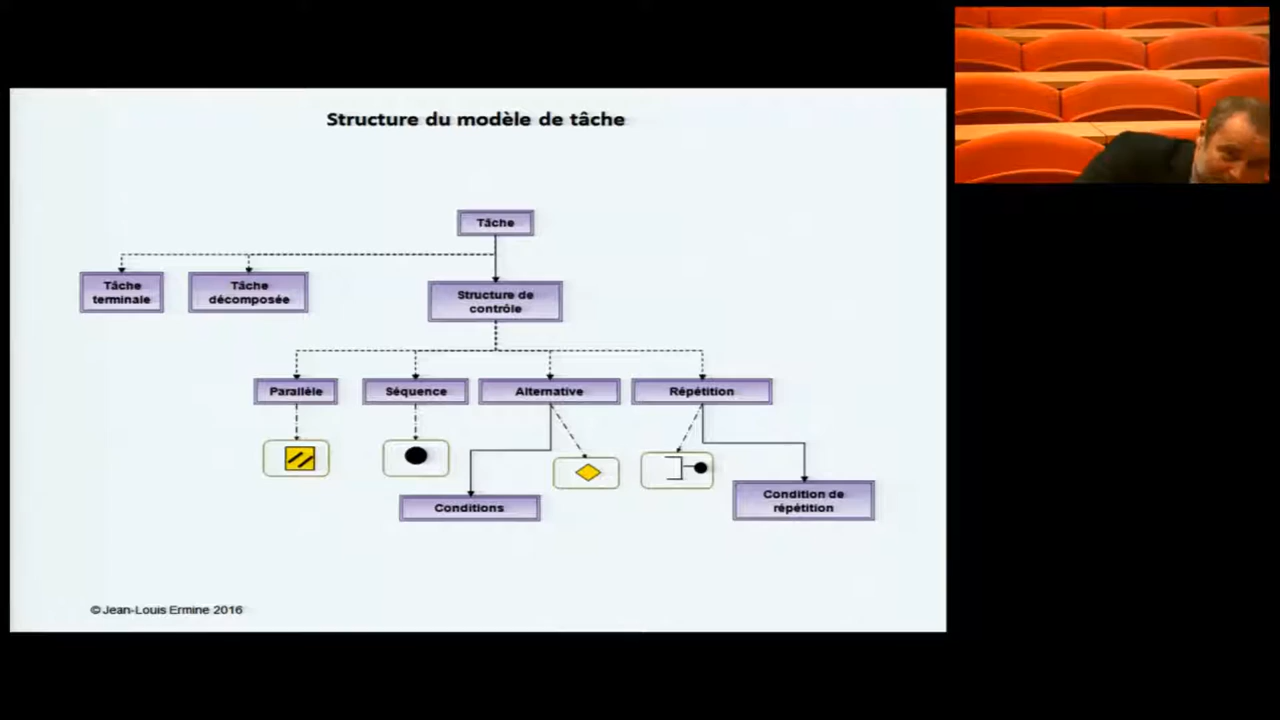 Structure du modèle de tâche
Tâche
Tâche
terminale
Tâche
décomposée
Structure de
contrôle
Parallèle
Séquence
Alternative
Répétition
Conditions
Condition de
répétition
©Jean-Louis Ermine 2016